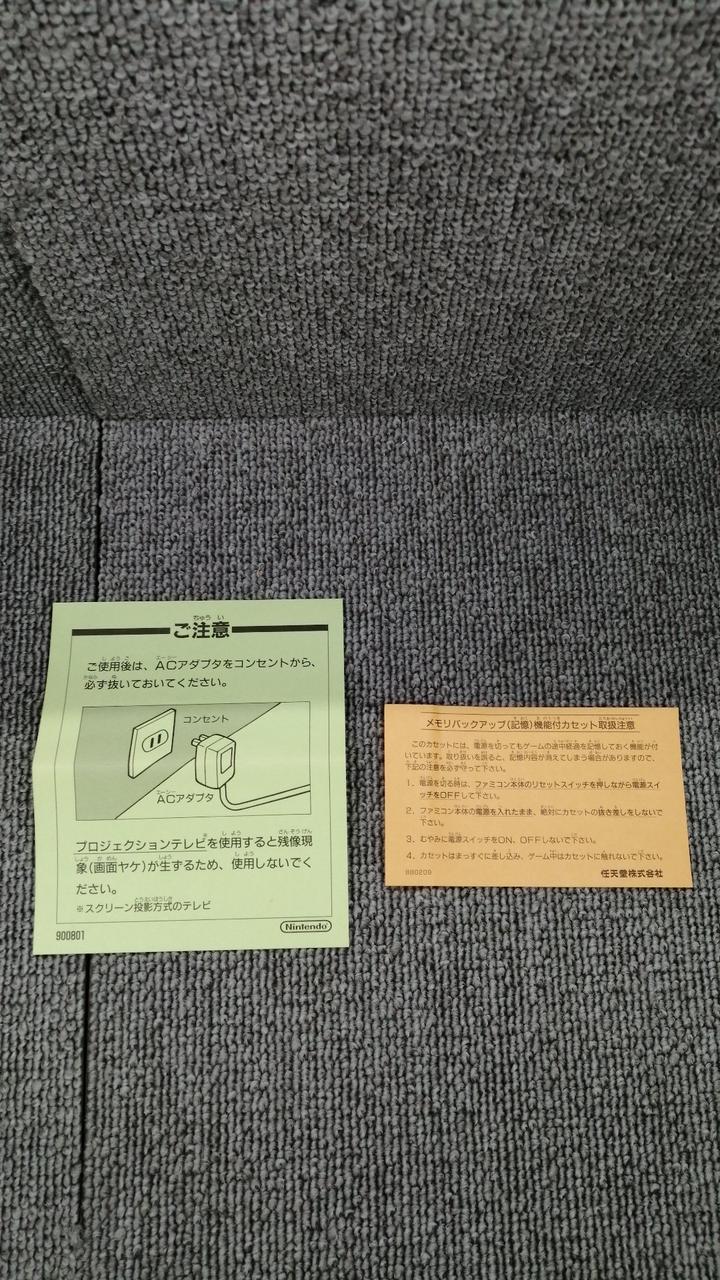 ご注意
ご使用後は、ACアダプタをコンセントから、
必ず抜いておいてください。
コンセント
ACアダプタ
プロジェクションテレビ※を使用すると残像現
象(画面ヤケ)が生ずるため、使用しないでく
ださい。
※スクリーン投影方式のテレビ
900801
Nintendo
メモリバックアップ(記憶)機能付カセット取扱注意
このカセットには、電源を切ってもゲームの途中経過を記憶しておく機能が付
いています。取り扱いを誤ると、記憶内容が消えてしまう場合がありますので、
下記の注意を必ず守って下さい。
1. 電源を切る時は、ファミコン本体のリセットスイッチを押しながら電源スイ
ッチをOFFして下さい。
2. ファミコン本体の電源を入れたまま、絶対にカセットの抜き差しをしないで
下さい。
3. むやみに電源スイッチをON、OFFしないで下さい。
4. カセットはまっすぐに差し込み、ゲーム中はカセットに触れないで下さい。
880209
任天堂株式会社